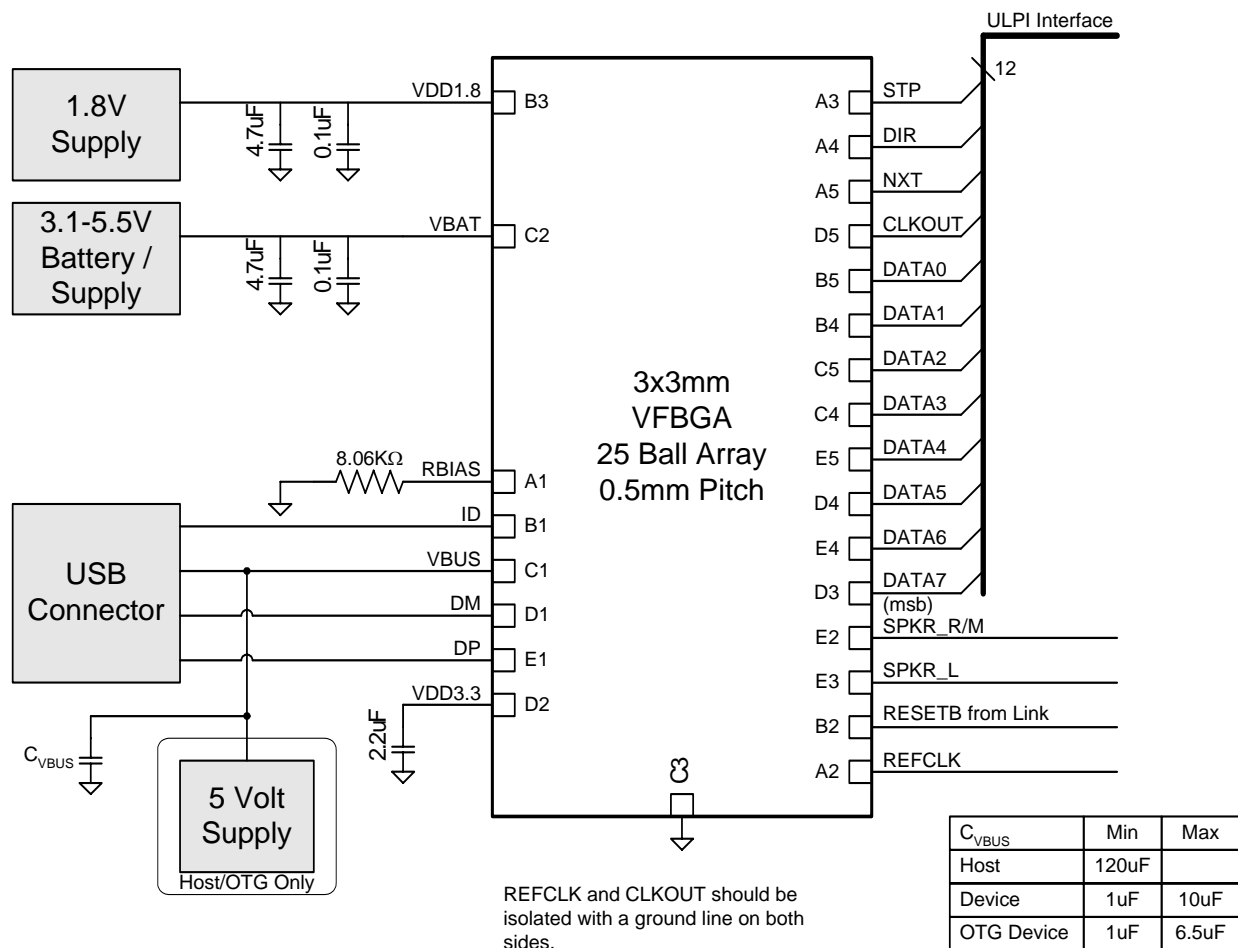 ULPI Interface
12
1.8V
Supply
VDD1.8
B3
4.7uF
0.1uF
3.1-5.5V
Battery /
Supply
VBAT
C2
4.7uF
0.1uF
3x3mm
VFBGA
25 Ball Array
0.5mm Pitch
8.06KΩ
RBIAS
A1
USB
Connector
ID
B1
VBUS
C1
DM
D1
DP
E1
VDD3.3
D2
2.2uF
C3
CVBUS
5 Volt
Supply
Host/OTG Only
A3 STP
A4 DIR
A5 NXT
D5 CLKOUT
B5 DATA0
B4 DATA1
C5 DATA2
C4 DATA3
E5 DATA4
D4 DATA5
E4 DATA6
D3 DATA7
(msb)
E2 SPKR_R/M
E3 SPKR_L
B2 RESETB from Link
A2 REFCLK
REFCLK and CLKOUT should be
isolated with a ground line on both
sides.
CVBUS Min Max
Host 120uF
Device 1uF 10uF
OTG Device 1uF 6.5uF